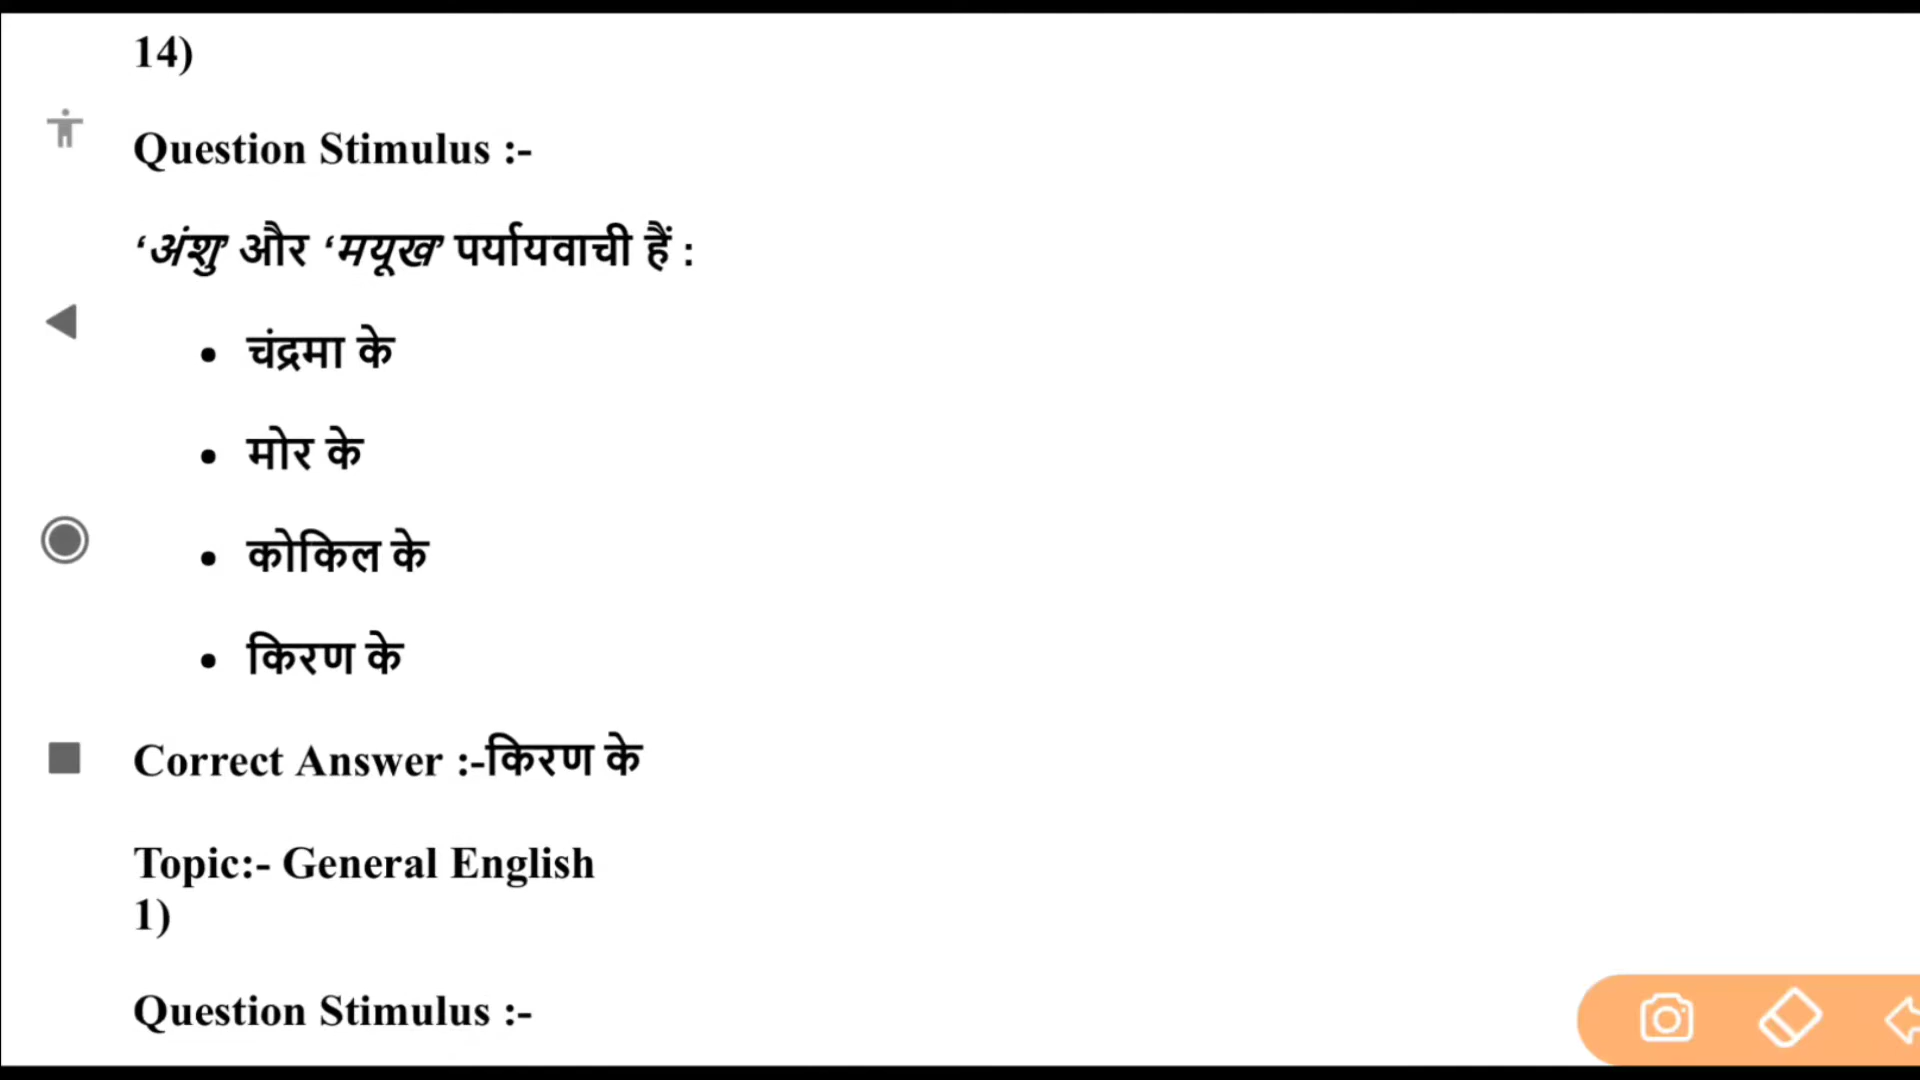 14)
Question Stimulus :-
‘अंशु’ और ‘मयूख’ पर्यायवाची हैं :
• चंद्रमा के
• मोर के
• कोकिल के
• किरण के
Correct Answer :-किरण के
Topic:- General English
1)
Question Stimulus :-